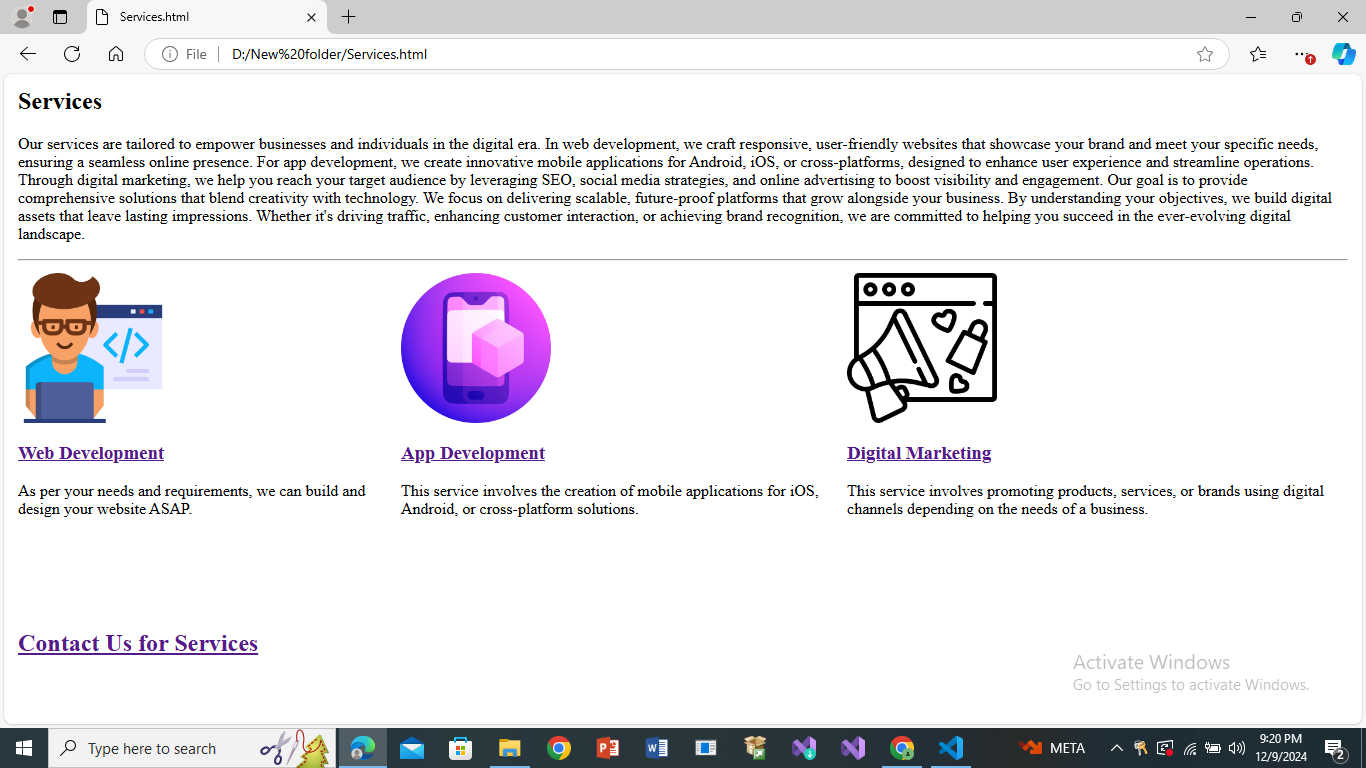 Services.html
File
D:/New%20folder/Services.html
Services
Our services are tailored to empower businesses and individuals in the digital era. In web development, we craft responsive, user-friendly websites that showcase your brand and meet your specific needs,
ensuring a seamless online presence. For app development, we create innovative mobile applications for Android, iOS, or cross-platforms, designed to enhance user experience and streamline operations.
Through digital marketing, we help you reach your target audience by leveraging SEO, social media strategies, and online advertising to boost visibility and engagement. Our goal is to provide
comprehensive solutions that blend creativity with technology. We focus on delivering scalable, future-proof platforms that grow alongside your business. By understanding your objectives, we build digital
assets that leave lasting impressions. Whether it's driving traffic, enhancing customer interaction, or achieving brand recognition, we are committed to helping you succeed in the ever-evolving digital
landscape.
</>
Web Development
As per your needs and requirements, we can build and
design your website ASAP.
App Development
This service involves the creation of mobile applications for iOS,
Android, or cross-platform solutions.
Digital Marketing
This service involves promoting products, services, or brands using digital
channels depending on the needs of a business.
Contact Us for Services
Activate Windows
Go to Settings to activate Windows.
Type here to search
META
9:20 PM
12/9/2024
2